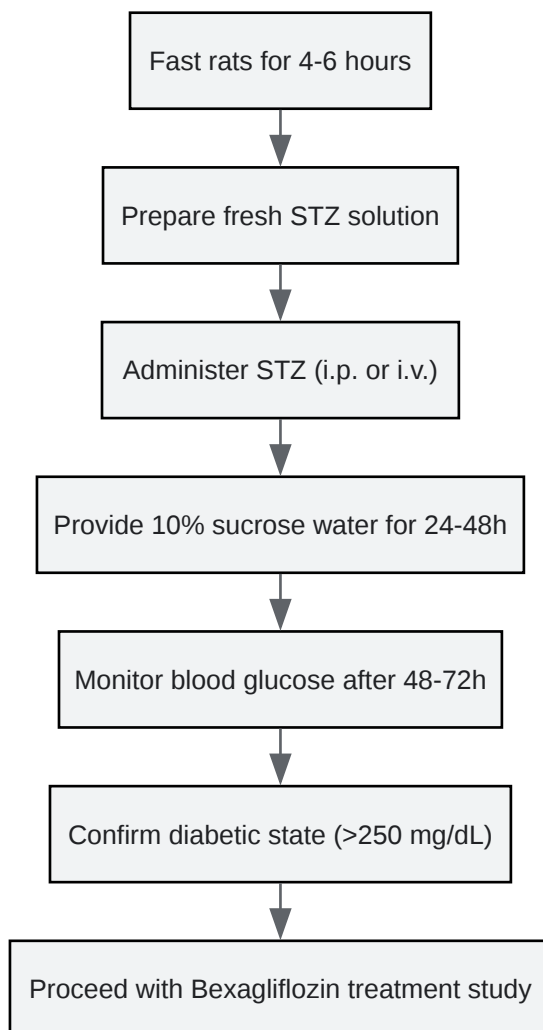 Fast rats for 4-6 hours
Prepare fresh STZ solution
Administer STZ (i.p. or i.v.)
Provide 10% sucrose water for 24-48h
Monitor blood glucose after 48-72h
Confirm diabetic state (>250 mg/dL)
Proceed with Bexagliflozin treatment study